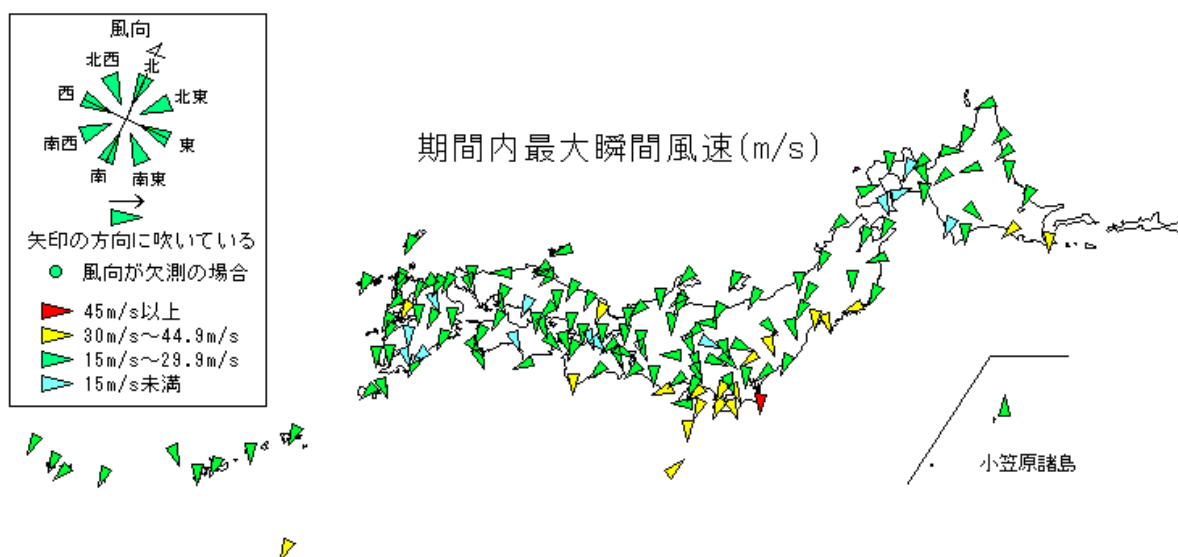 風向
北西
北
西
北東
南西
東
南
南東
矢印の方向に吹いている
風向が欠測の場合
45m/s以上
30m/s～44.9m/s
15m/s～29.9m/s
15m/s未満
期間内最大瞬間風速(m/s)
小笠原諸島